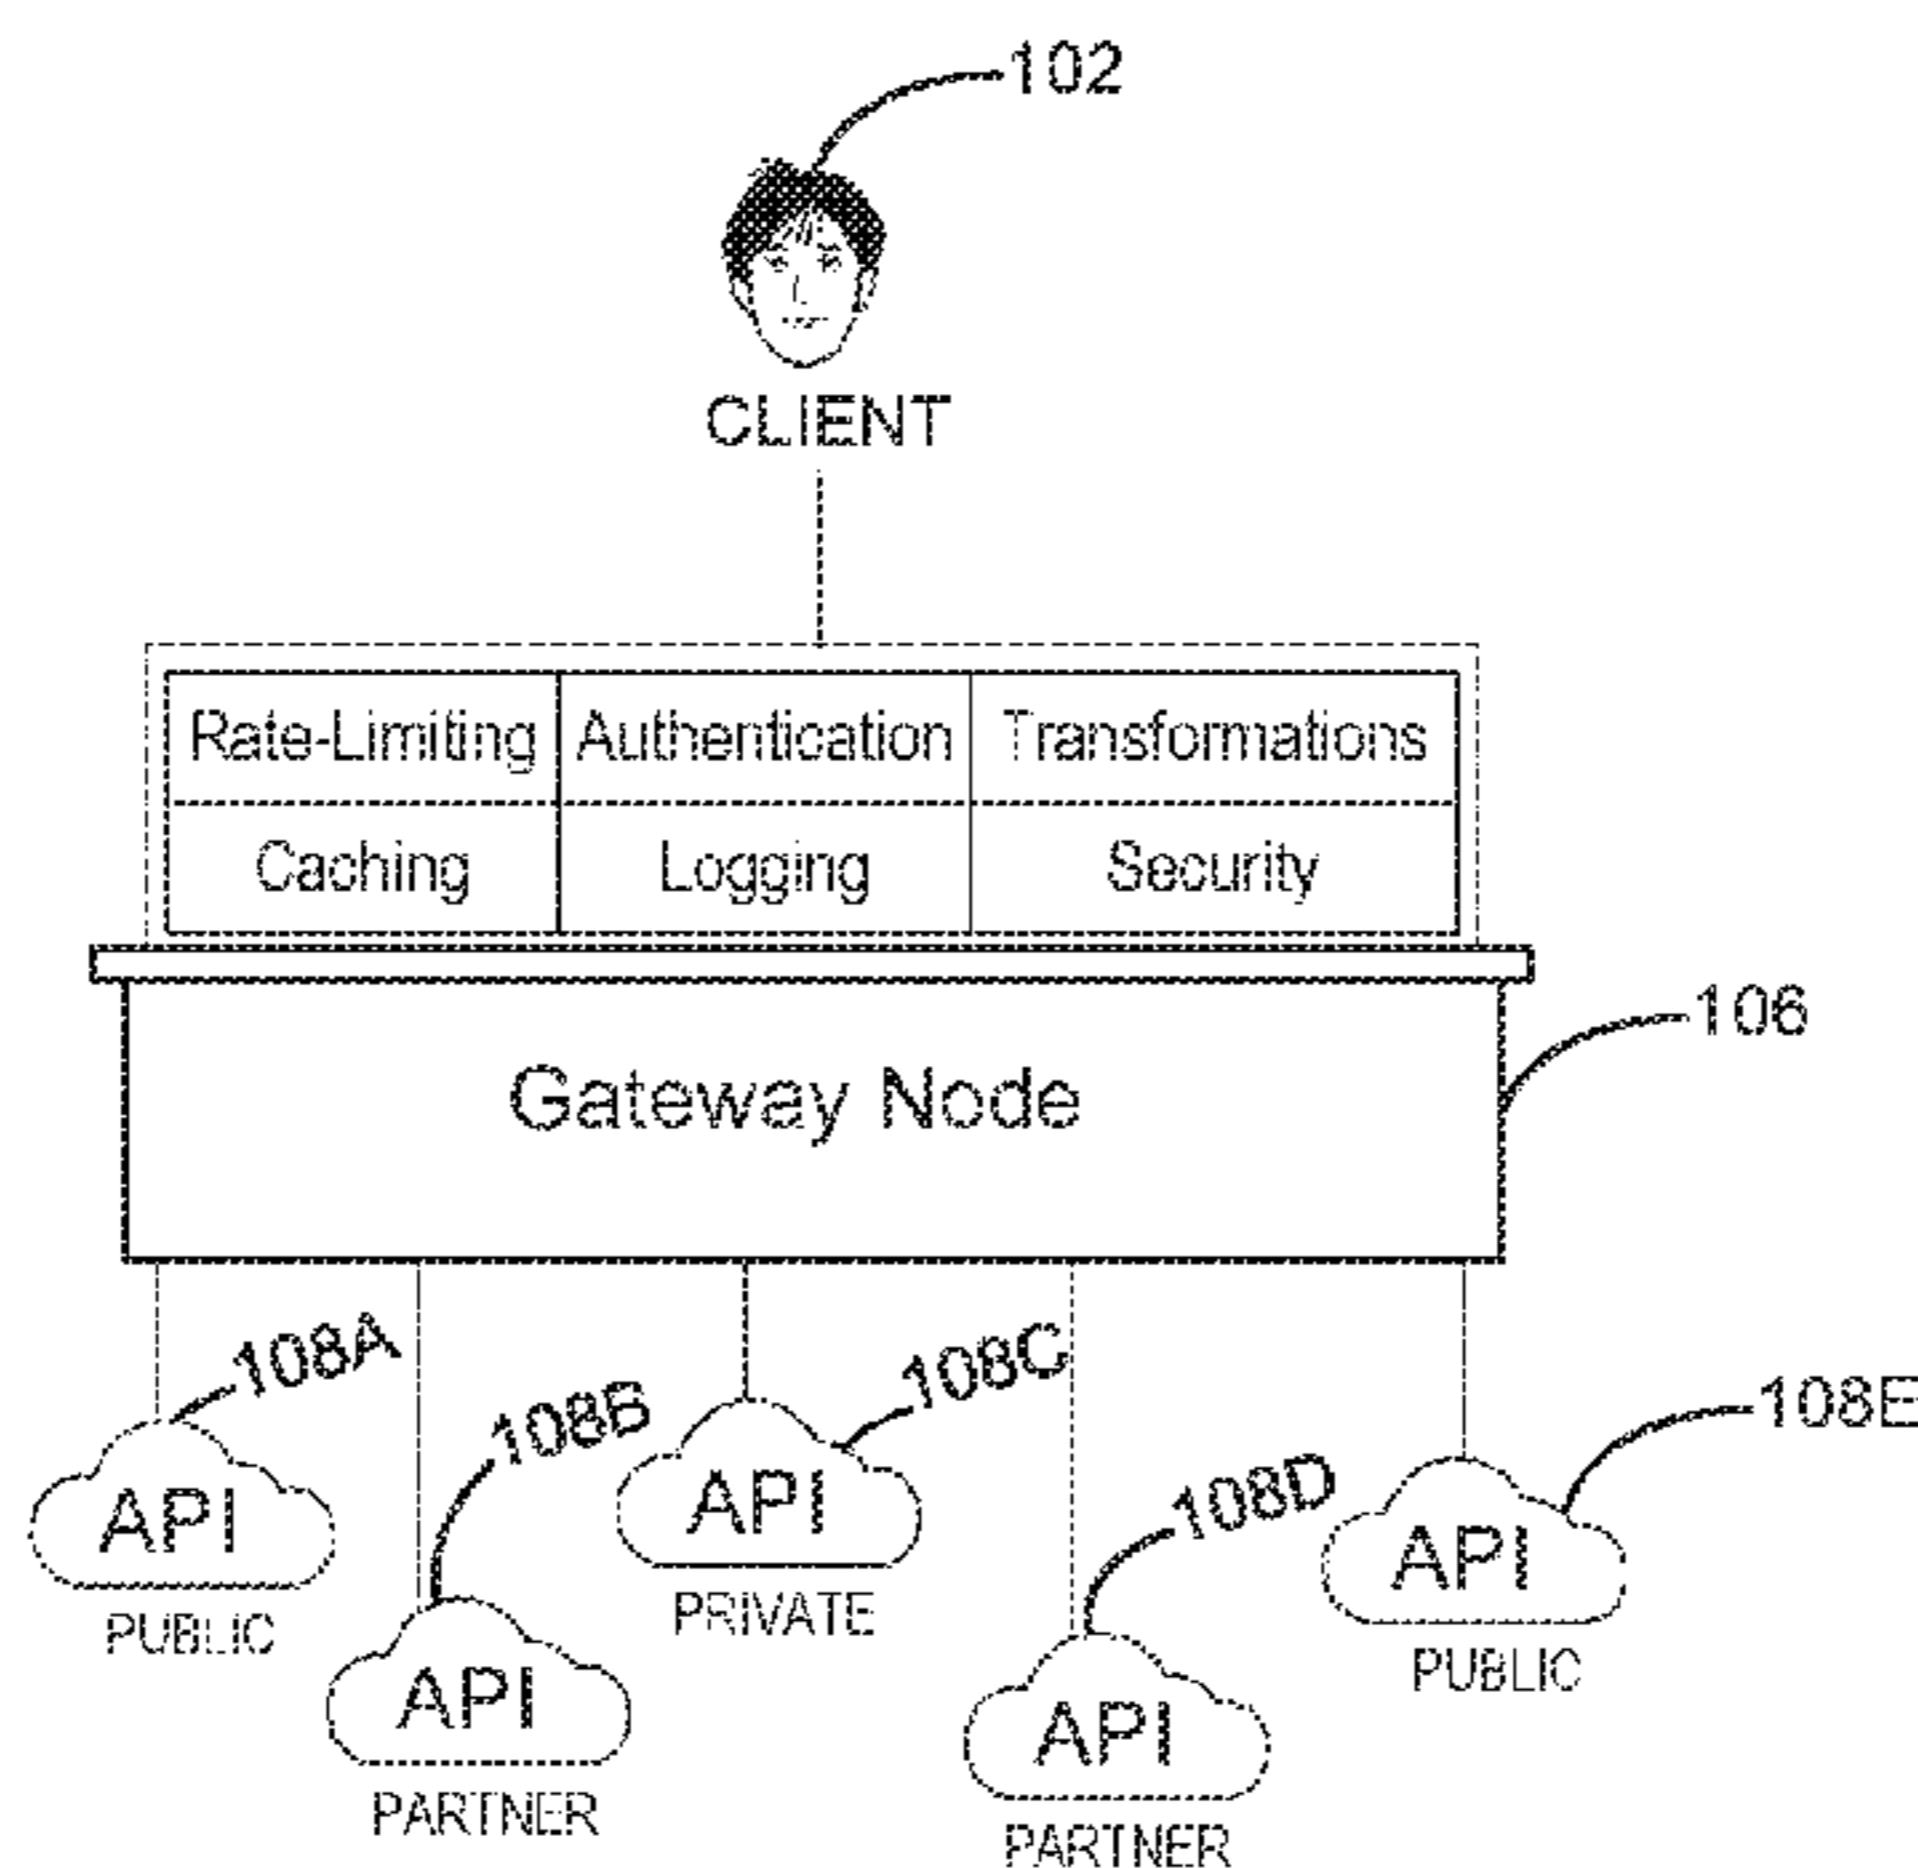 102
CLIENT
Rate-Limiting Authentication Transformations
Caching Logging Security
Gateway Node
106
108A
108B
108C
108D
108E
API
PUBLIC
API
PARTNER
API
PRIVATE
API
PARTNER
API
PUBLIC